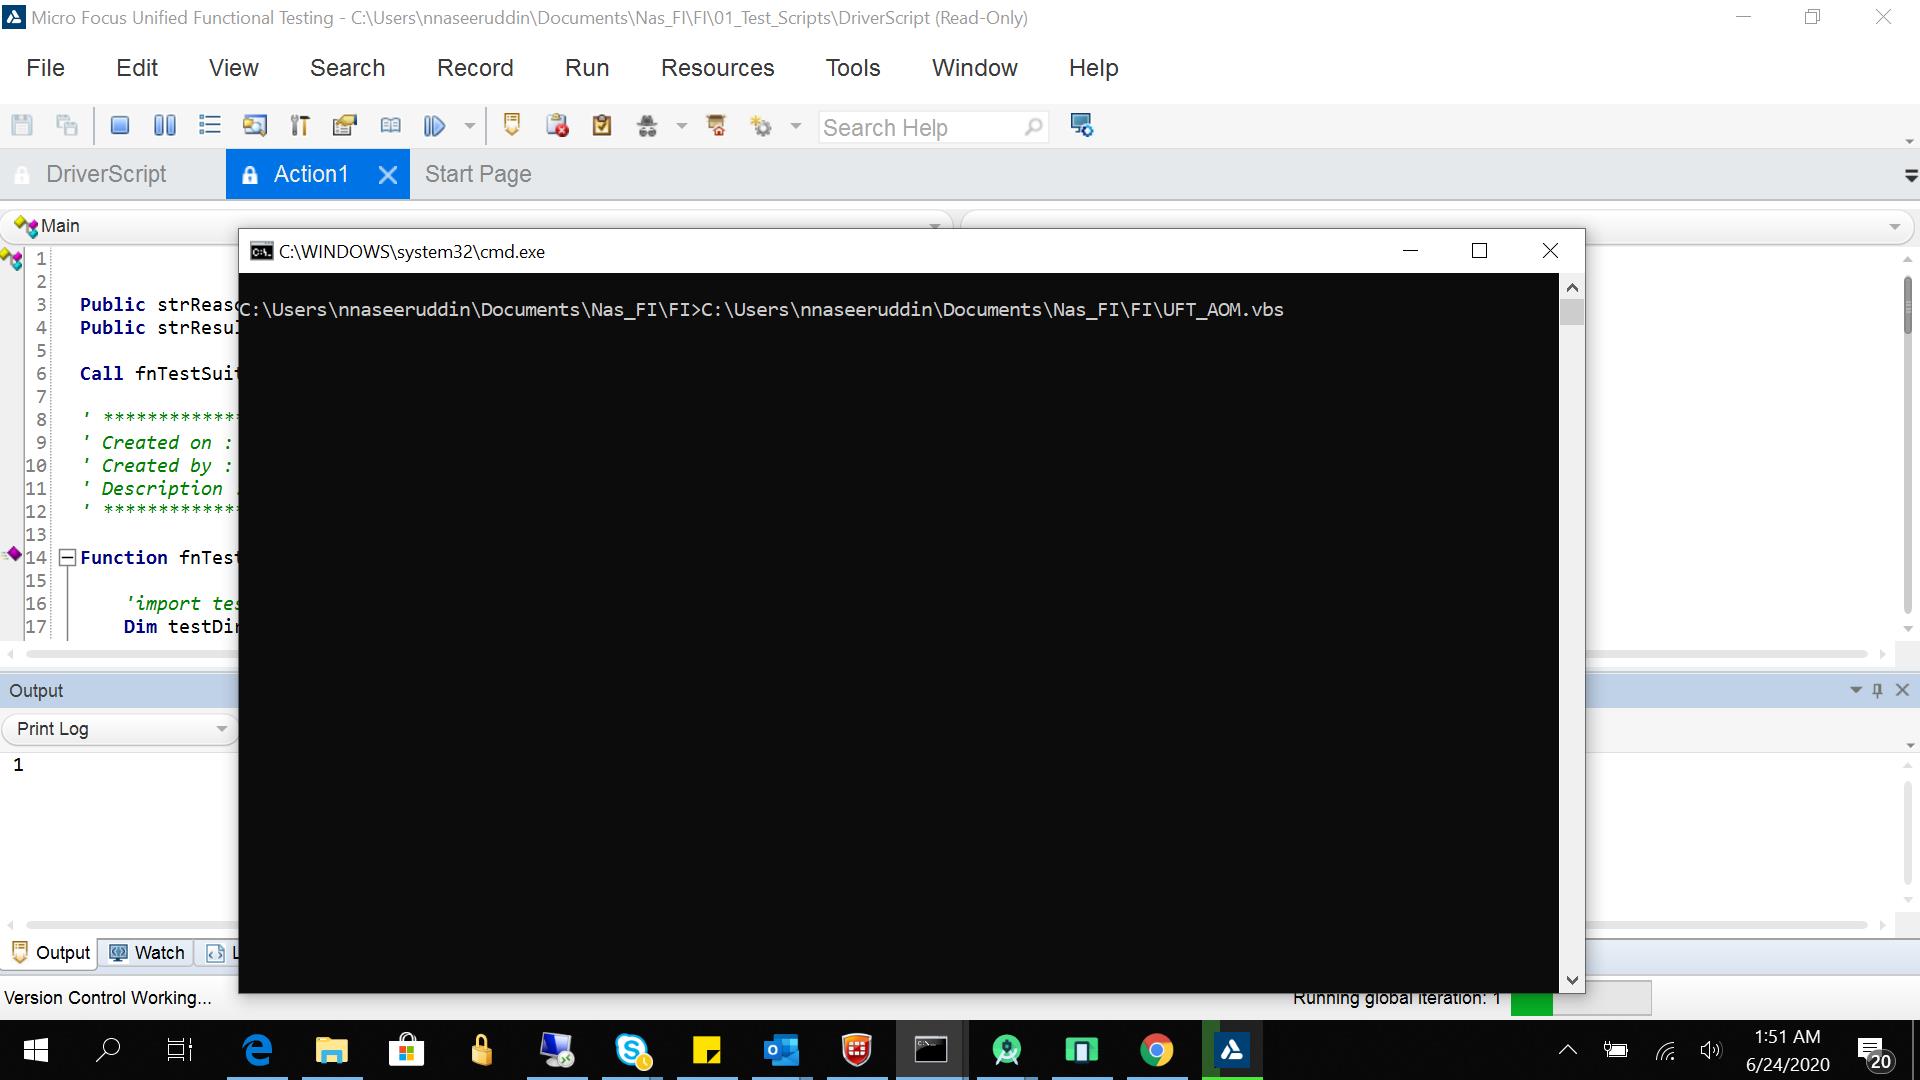 Micro Focus Unified Functional Testing - C:\Users\nnaseeruddin\Documents\Nas_FI\FI\01_Test_Scripts\DriverScript (Read-Only)
File Edit View Search Record Run Resources Tools Window Help
Search Help
DriverScript Action1 Start Page
Main
C:\WINDOWS\system32\cmd.exe
C:\Users\nnaseeruddin\Documents\Nas_FI\FI>C:\Users\nnaseeruddin\Documents\Nas_FI\FI\UFT_AOM.vbs
1
2
3 Public strReas
4 Public strResu
5
6 Call fnTestSuit
7
8 ' *************
9 ' Created on :
10 ' Created by :
11 ' Description :
12 ' *************
13
14 Function fnTest
15
16 'import tes
17 Dim testDir
Output
Print Log
1
Output Watch L
Version Control Working...
Running global iteration: 1
1:51 AM
6/24/2020
20